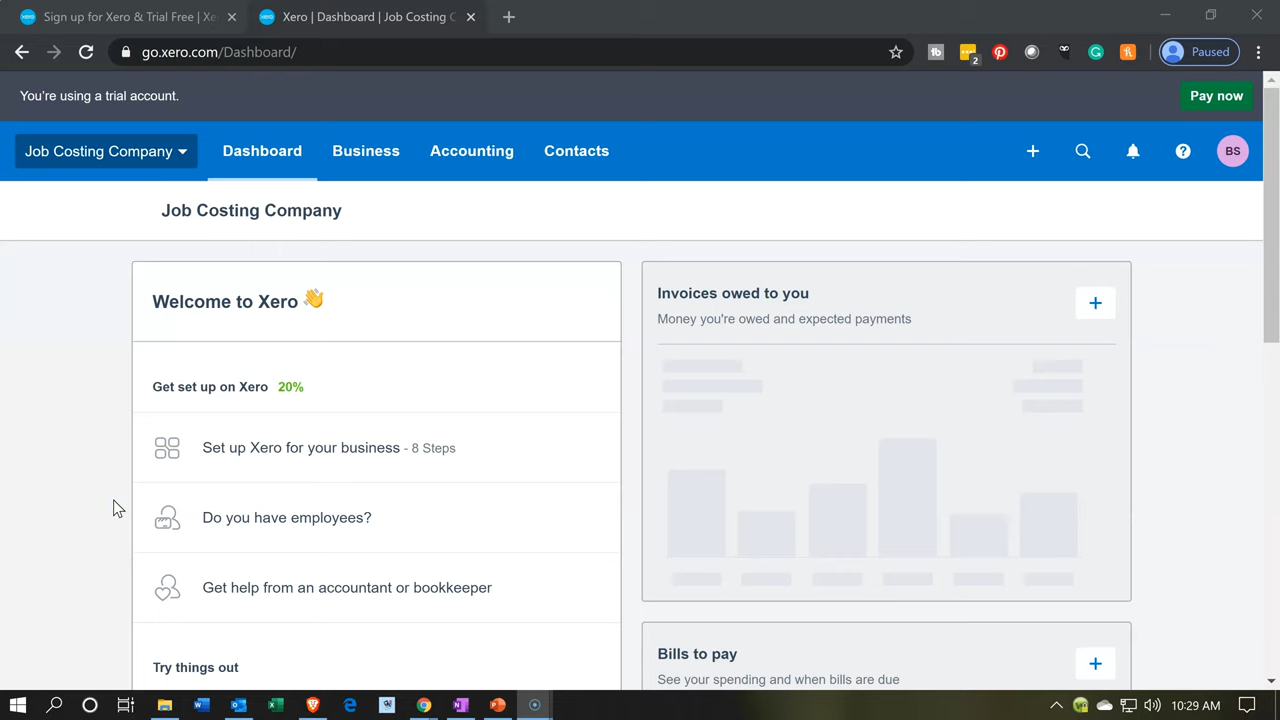 Sign up for Xero & Trial Free | Xe
Xero | Dashboard | Job Costing C
go.xero.com/Dashboard/
2
Paused
You're using a trial account.
Pay now
Job Costing Company
Dashboard
Business
Accounting
Contacts
BS
Job Costing Company
Welcome to Xero
Get set up on Xero 20%
Set up Xero for your business - 8 Steps
Do you have employees?
Get help from an accountant or bookkeeper
Try things out
Invoices owed to you
Money you're owed and expected payments
Bills to pay
See your spending and when bills are due
10:29 AM